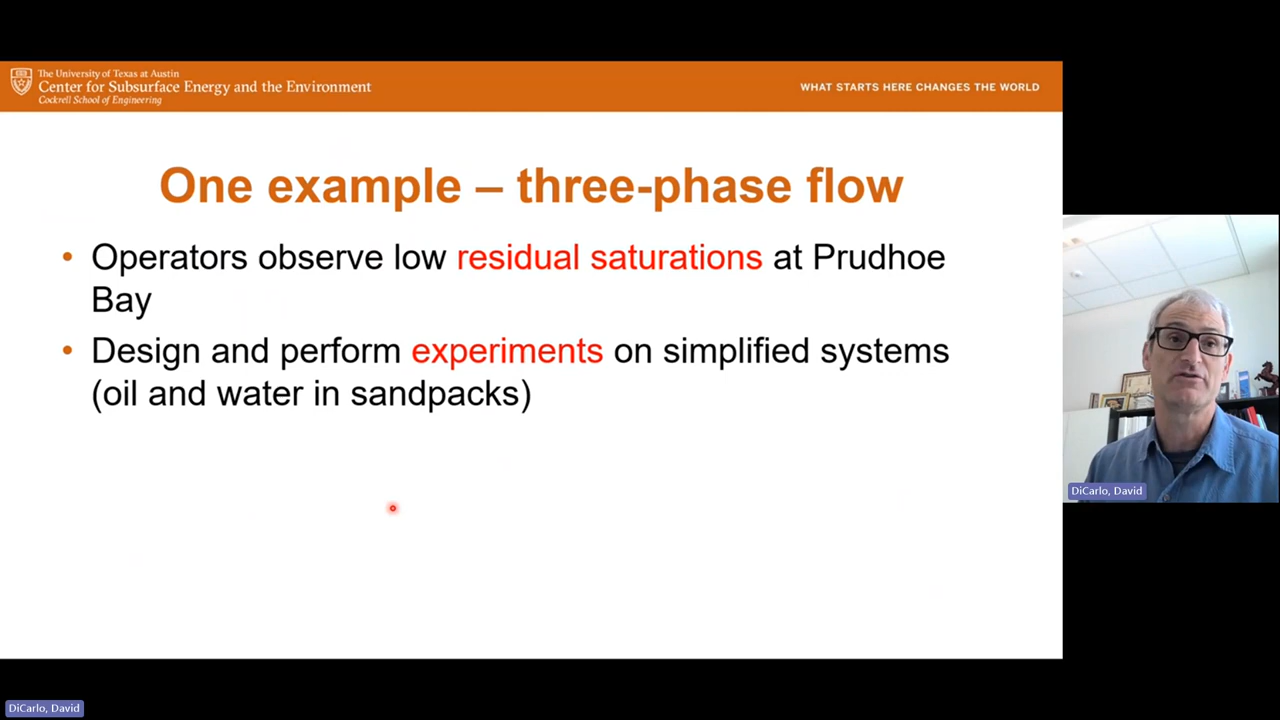 The University of Texas at Austin
Center for Subsurface Energy and the Environment
Cockrell School of Engineering
WHAT STARTS HERE CHANGES THE WORLD
One example – three-phase flow
• Operators observe low residual saturations at Prudhoe
Bay
• Design and perform experiments on simplified systems
(oil and water in sandpacks)
DiCarlo, David
DiCarlo, David